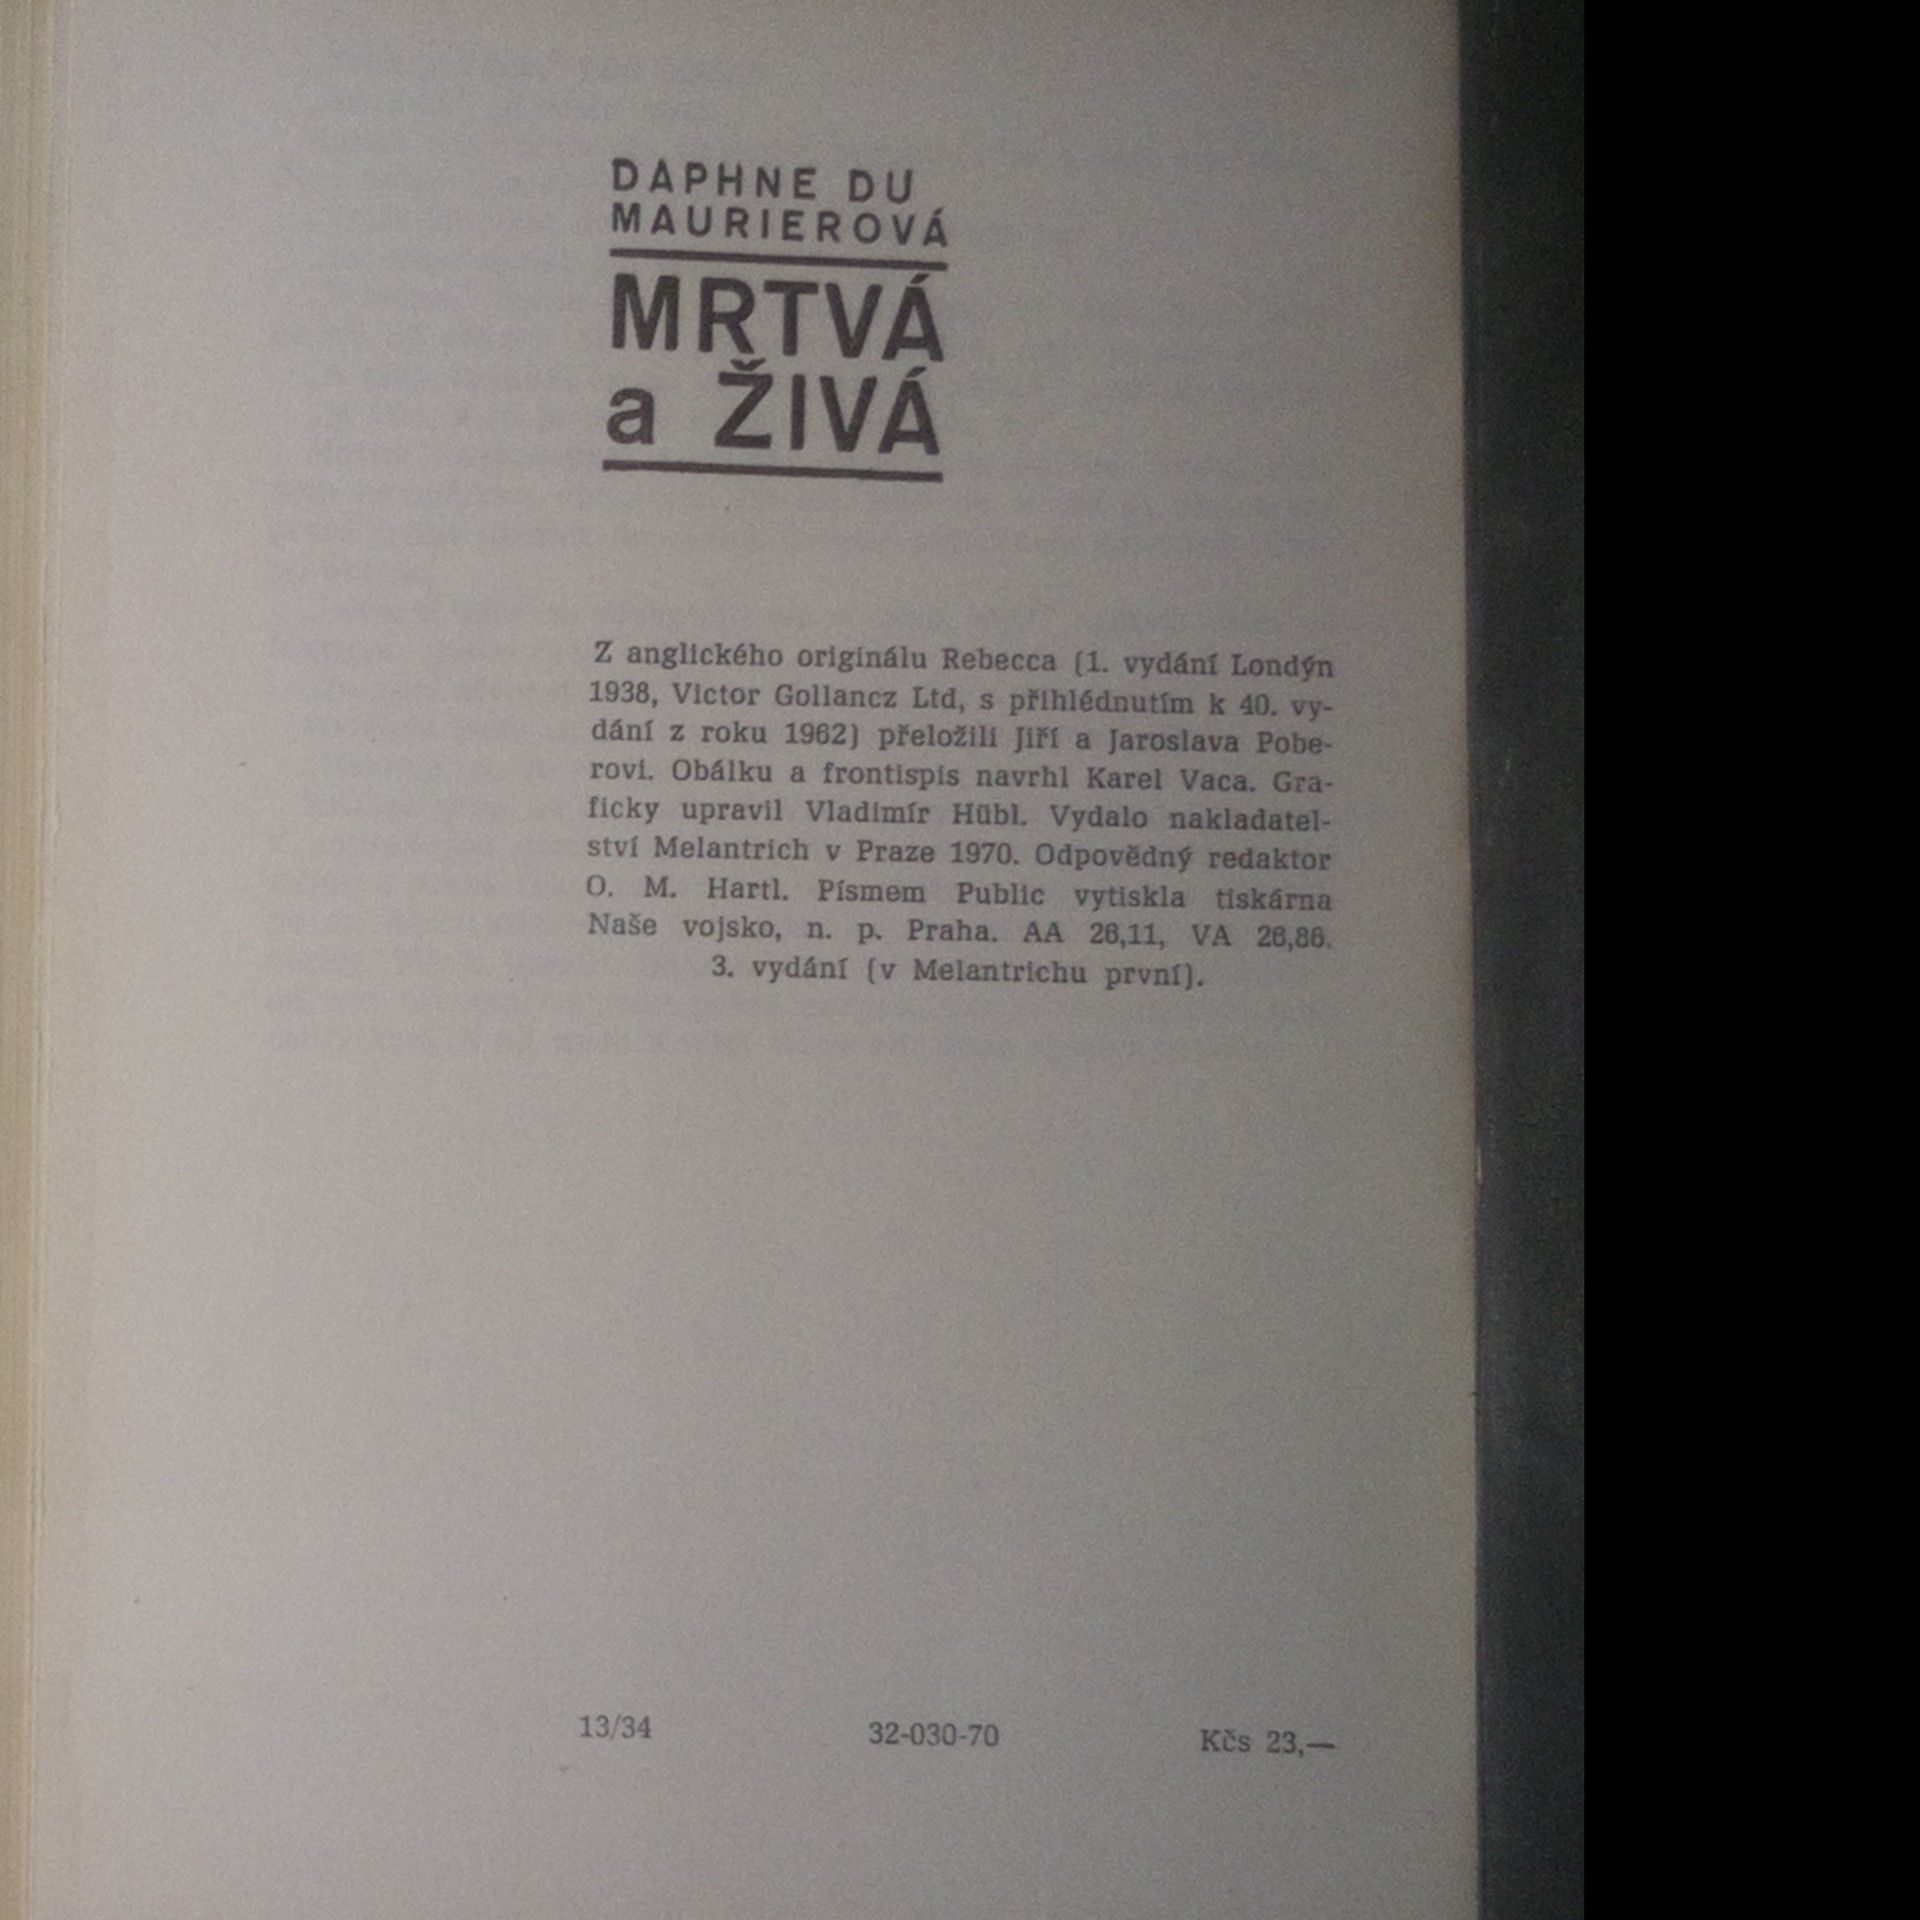 DAPHNE DU
MAURIEROVÁ
MRTVÁ
a ŽIVÁ
Z anglického originálu Rebecca (1. vydání Londýn
1938, Victor Gollancz Ltd, s přihlédnutím k 40. vy-
dání z roku 1962) přeložili Jiří a Jaroslava Pobe-
rovi. Obálku a frontispis navrhl Karel Vaca. Gra-
ficky upravil Vladimír Hübl. Vydalo nakladatel-
ství Melantrich v Praze 1970. Odpovědný redaktor
O. M. Hartl. Písmem Public vytiskla tiskárna
Naše vojsko, n. p. Praha. AA 26,11, VA 26,86.
3. vydání (v Melantrichu první).
13/34 32-030-70 Kčs 23,—